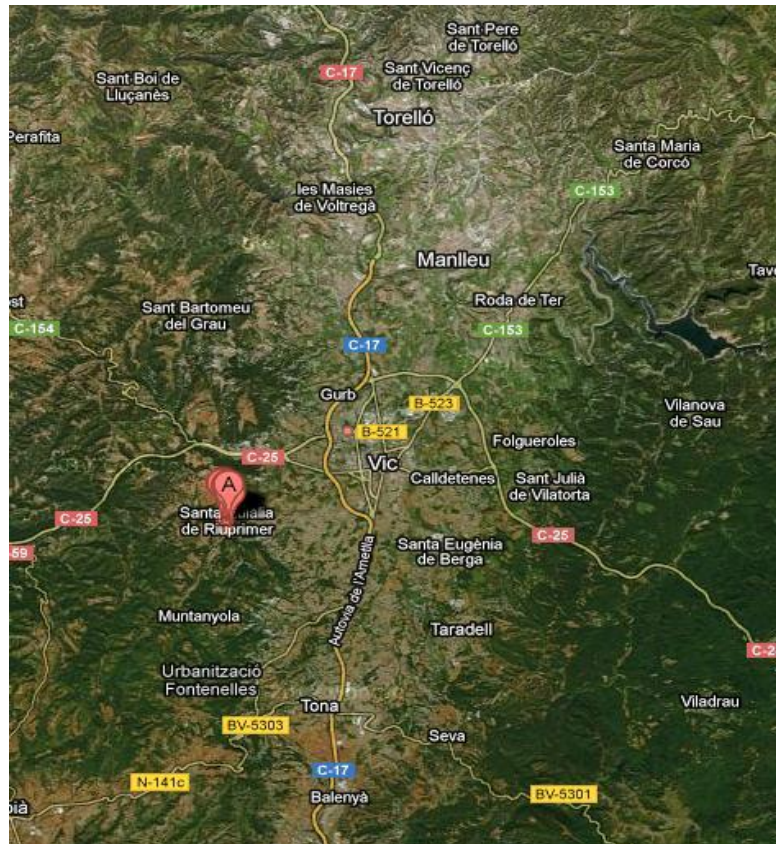 Sant Pere
de Torelló
C-17
Sant Vicenç
de Torelló
Sant Boi de
Lluçanès
Torelló
Perafita
Santa Maria
de Corcó
C-153
les Masies
de Voltregà
Manlleu
Roda de Ter
Sant Bartomeu
del Grau
C-154
C-153
C-17
Gurb
B-523
Vilanova
de Sau
B-521
Folgueroles
C-25
Vic
Calldetenes
Sant Julià
de Vilatorta
A
Santa
de Riuprimer
C-25
C-25
Santa Eugènia
de Berga
Autovia de l'Ametlla
Muntanyola
Taradell
Urbanització
Fontenelles
Viladrau
Tona
BV-5303
Seva
C-17
N-141c
BV-5301
Balenyà